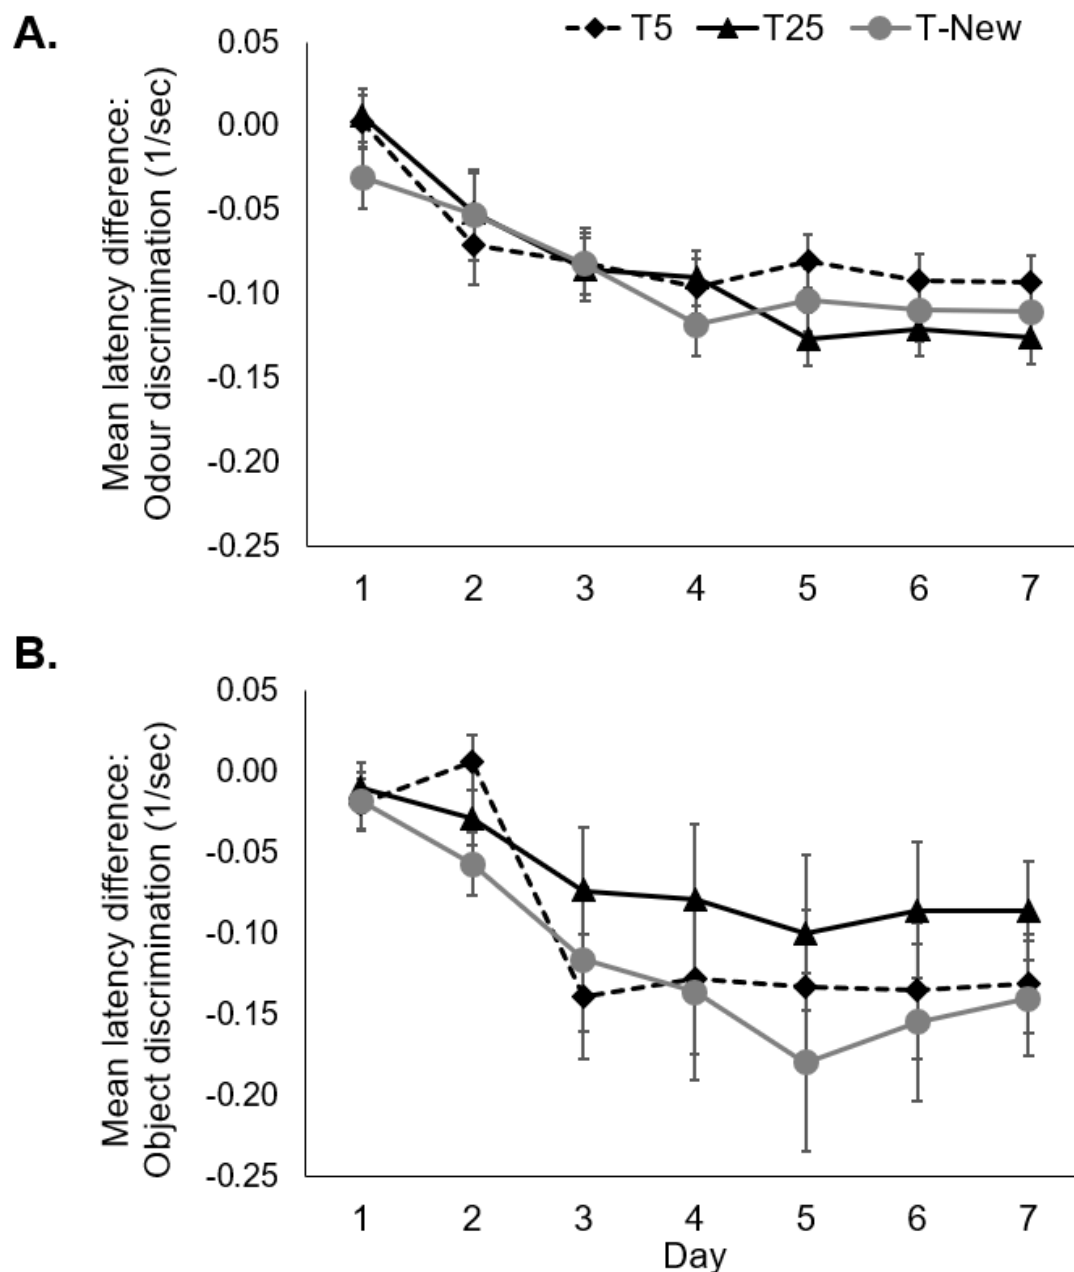 A.
T5 T25 T-New
Mean latency difference:
Odour discrimination (1/sec)
0.05
0.00
-0.05
-0.10
-0.15
-0.20
-0.25
1 2 3 4 5 6 7
B.
Mean latency difference:
Object discrimination (1/sec)
0.05
0.00
-0.05
-0.10
-0.15
-0.20
-0.25
1 2 3 4 5 6 7
Day